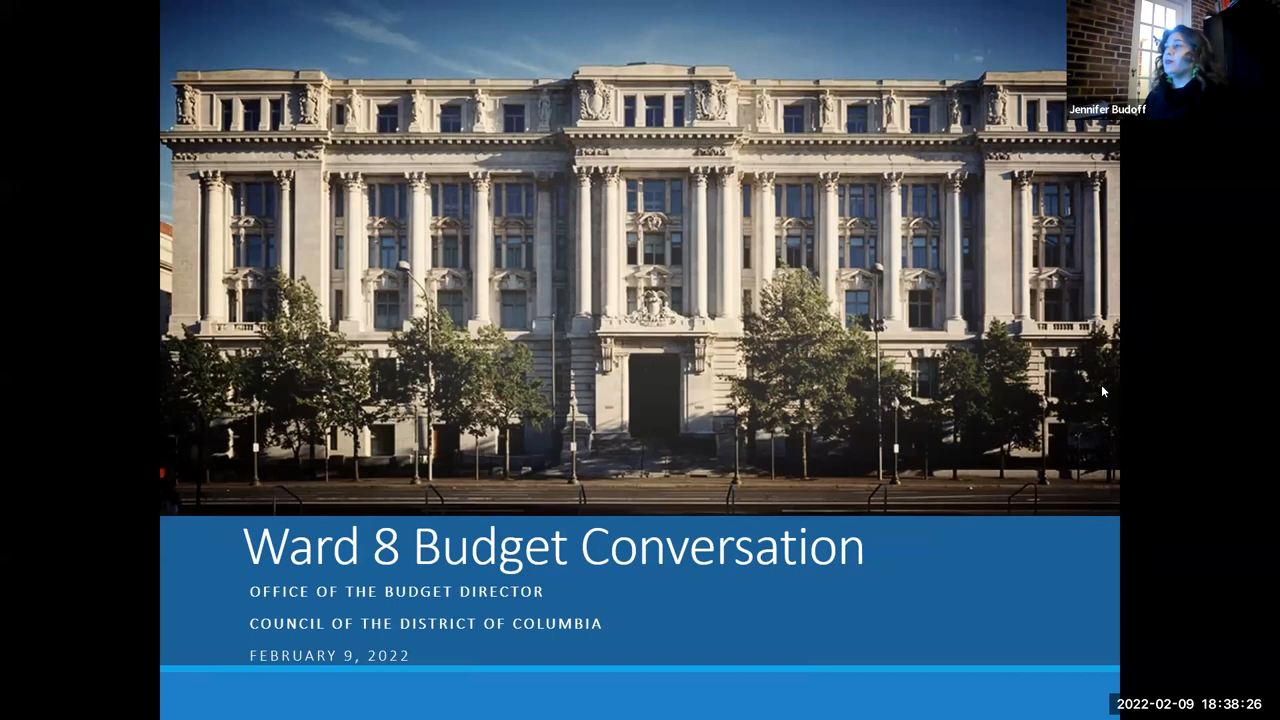 Jennifer Budoff
Ward 8 Budget Conversation
OFFICE OF THE BUDGET DIRECTOR
COUNCIL OF THE DISTRICT OF COLUMBIA
FEBRUARY 9, 2022
2022-02-09 18:38:26